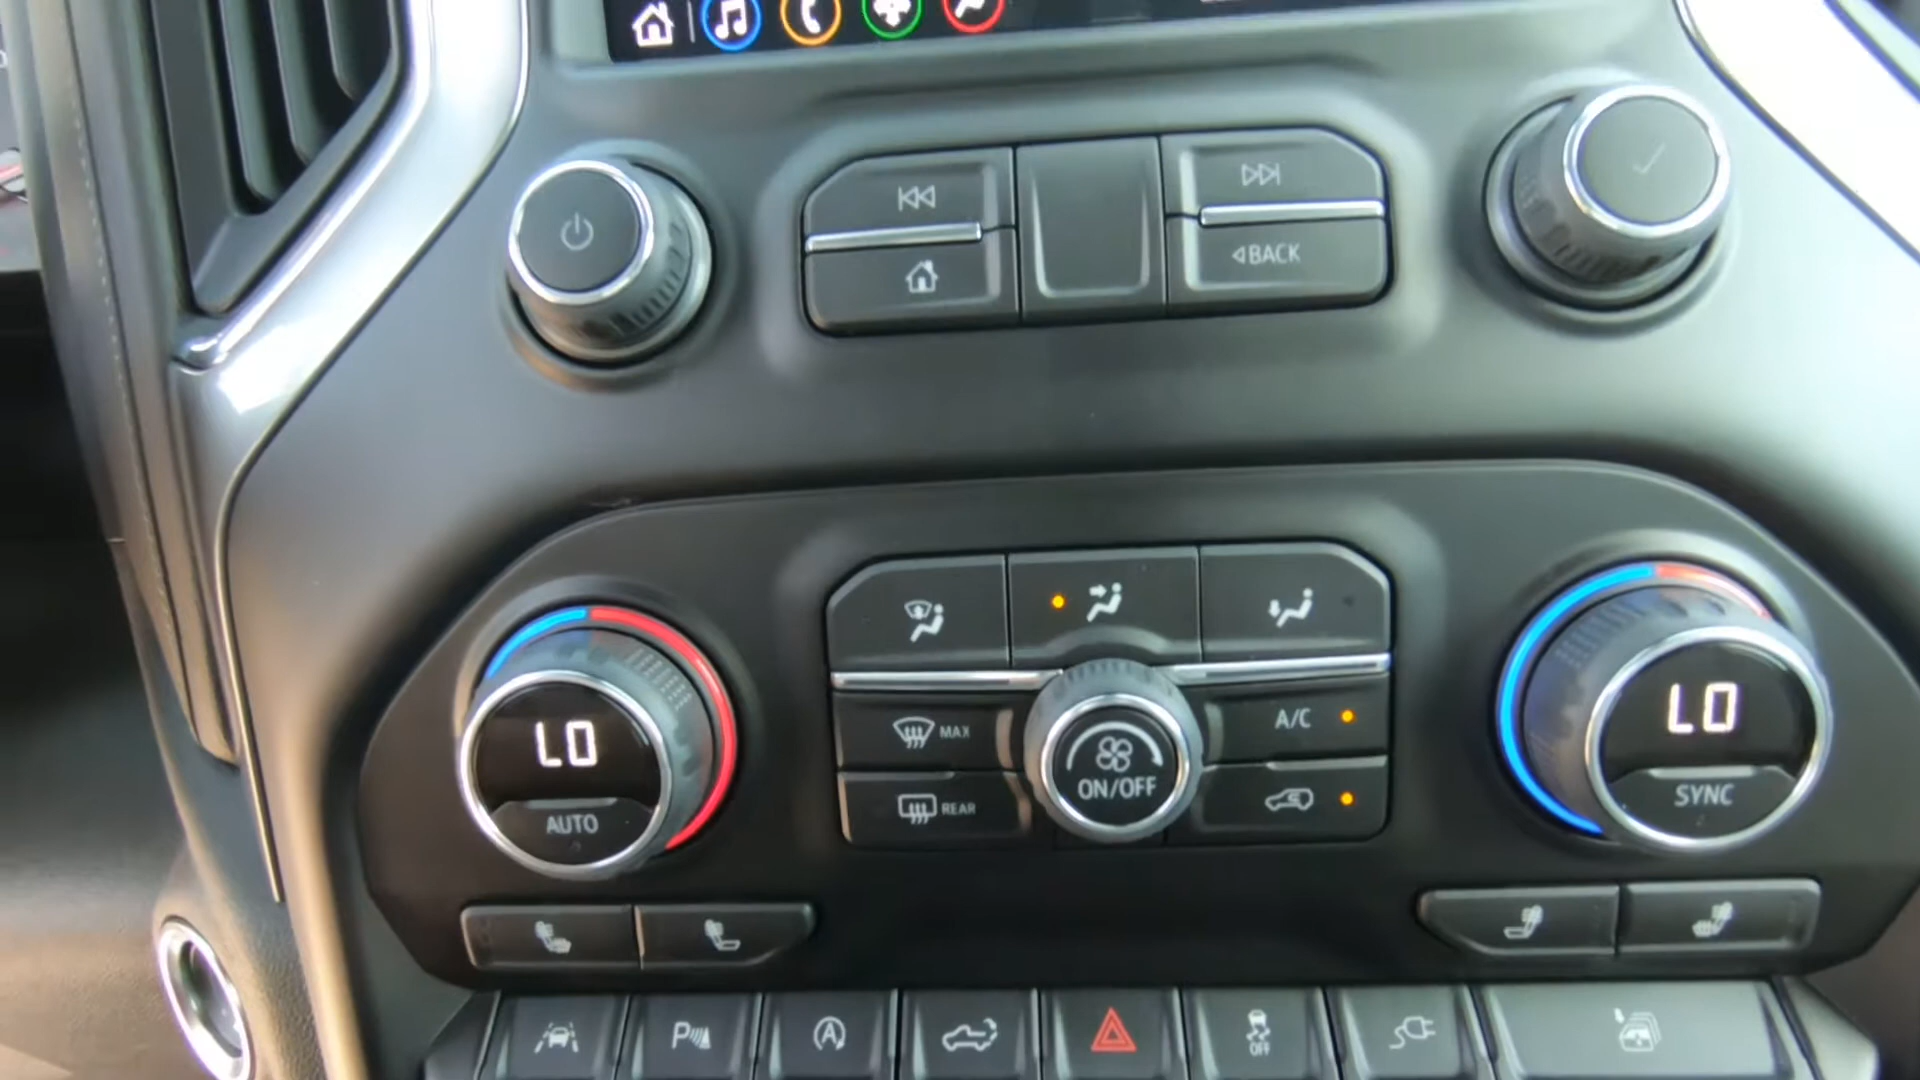 BACK
MAX
A/C
LO
LO
ON/OFF
REAR
AUTO
SYNC
P
A
OFF